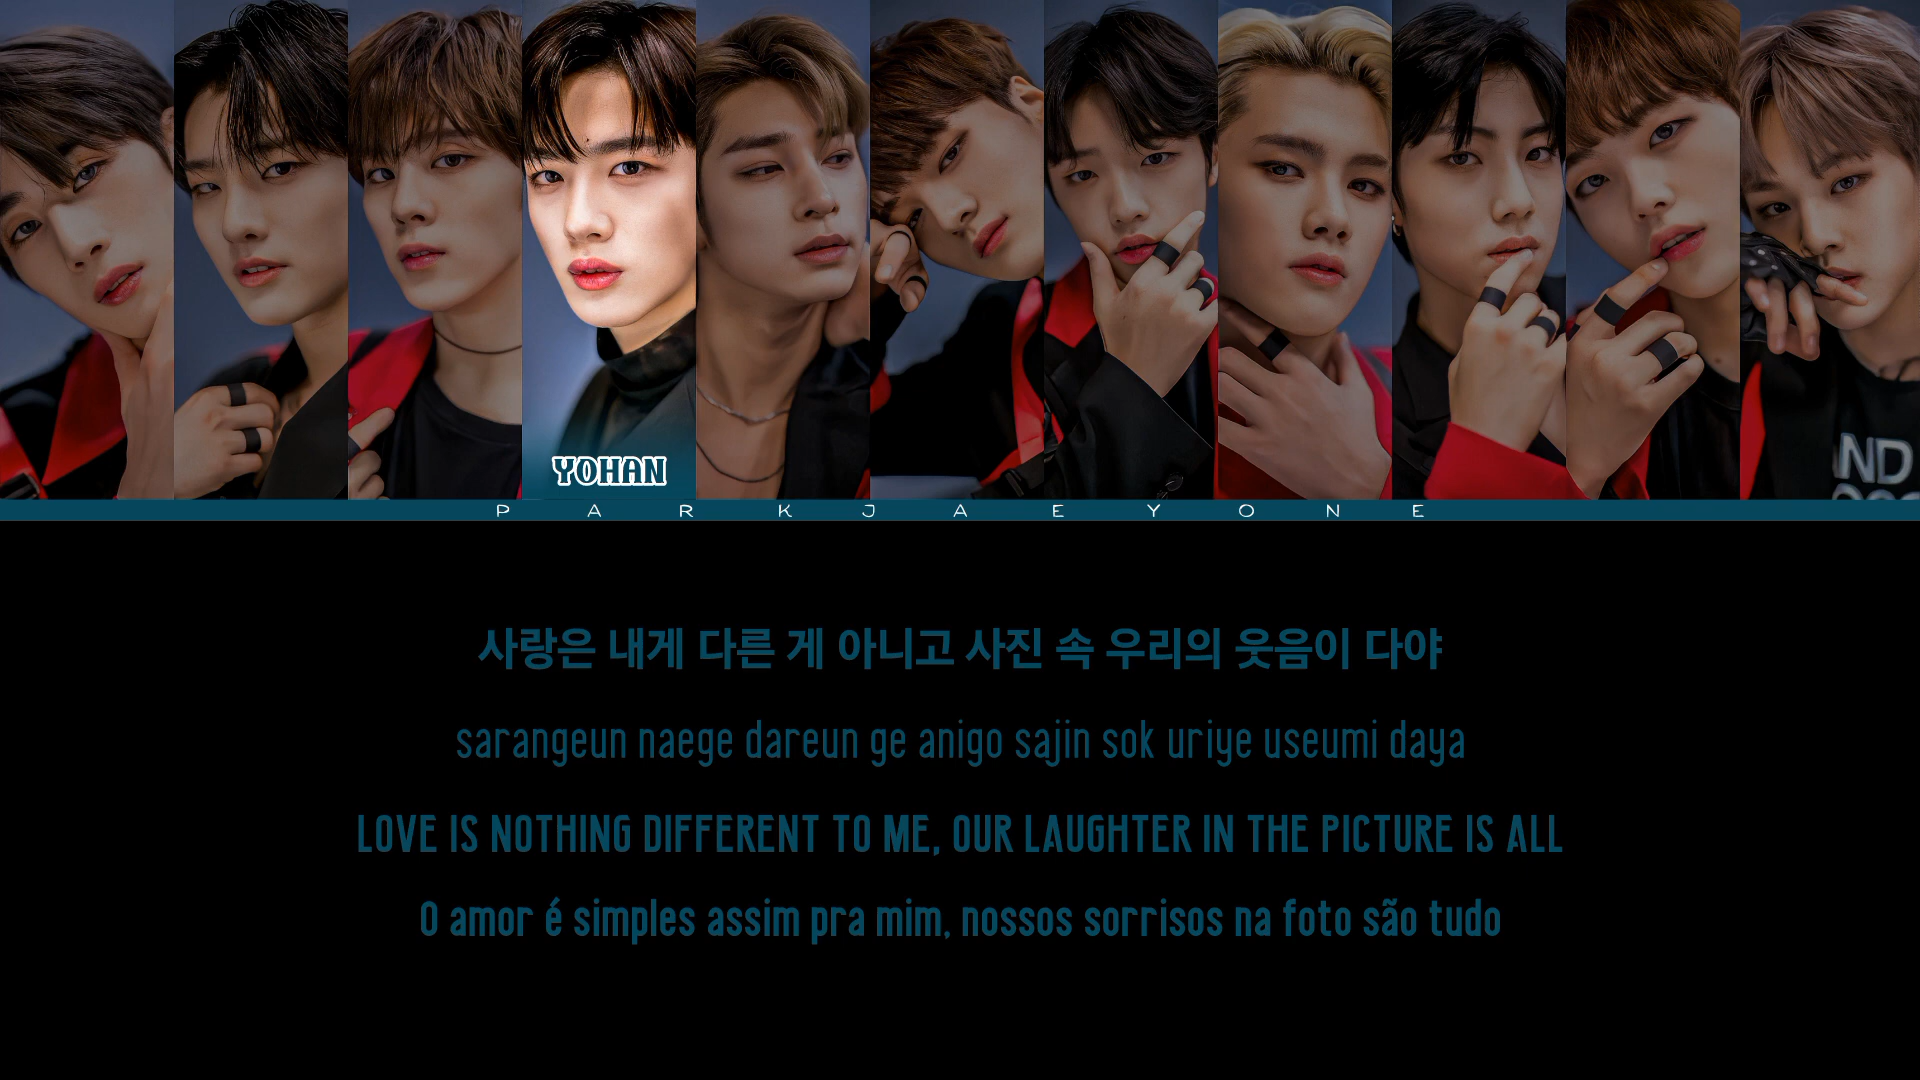 YOHAN
PARKJAEYONE
사랑은 내게 다른 게 아니고 사진 속 우리의 웃음이 다야
sarangeun naege dareun ge anigo sajin sok uriye useumi daya
LOVE IS NOTHING DIFFERENT TO ME, OUR LAUGHTER IN THE PICTURE IS ALL
O amor é simples assim pra mim, nossos sorrisos na foto são tudo